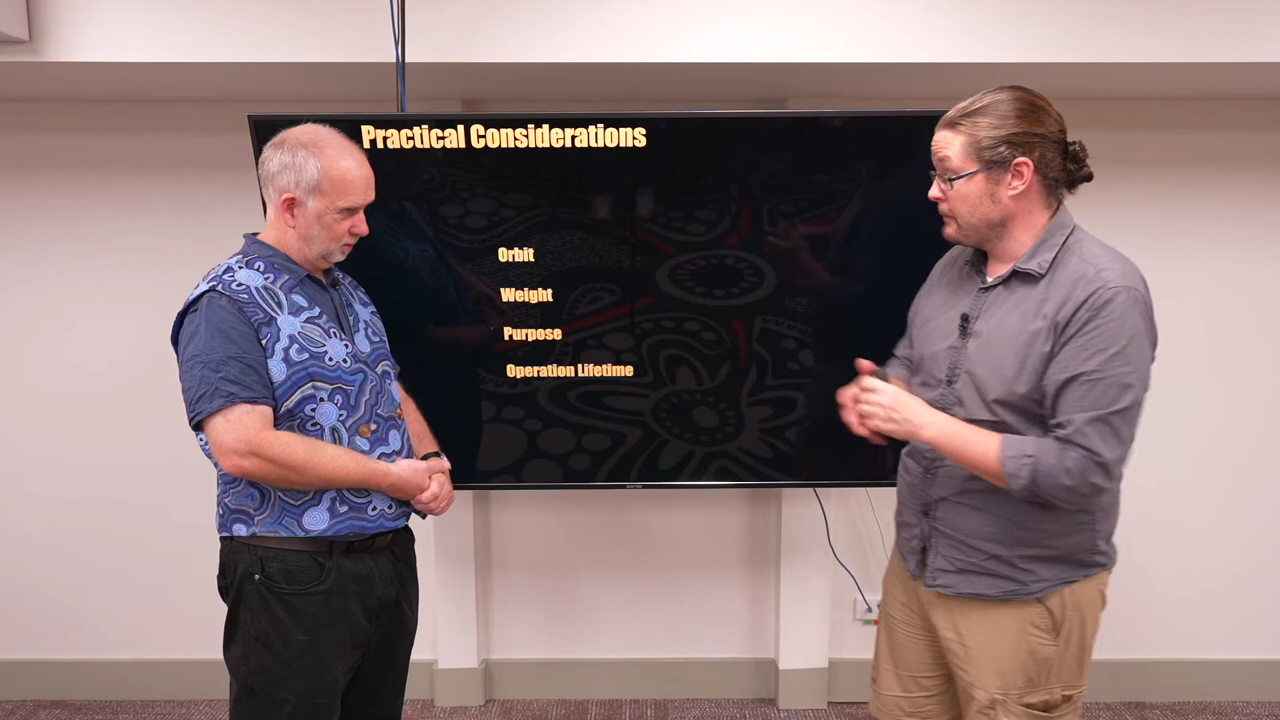 Practical Considerations
Orbit
Weight
Purpose
Operation Lifetime